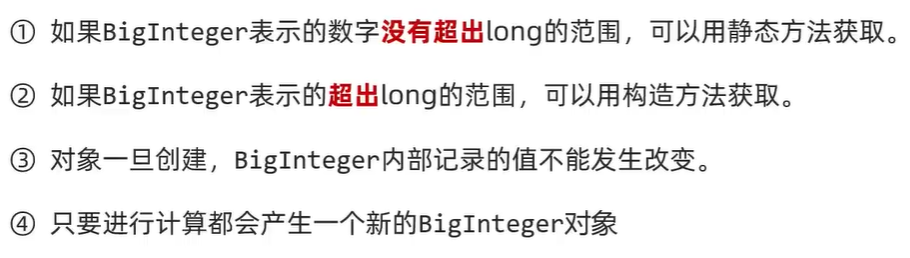 ① 如果BigInteger表示的数字没有超出long的范围，可以用静态方法获取。
② 如果BigInteger表示的超出long的范围，可以用构造方法获取。
③ 对象一旦创建，BigInteger内部记录的值不能发生改变。
④ 只要进行计算都会产生一个新的BigInteger对象